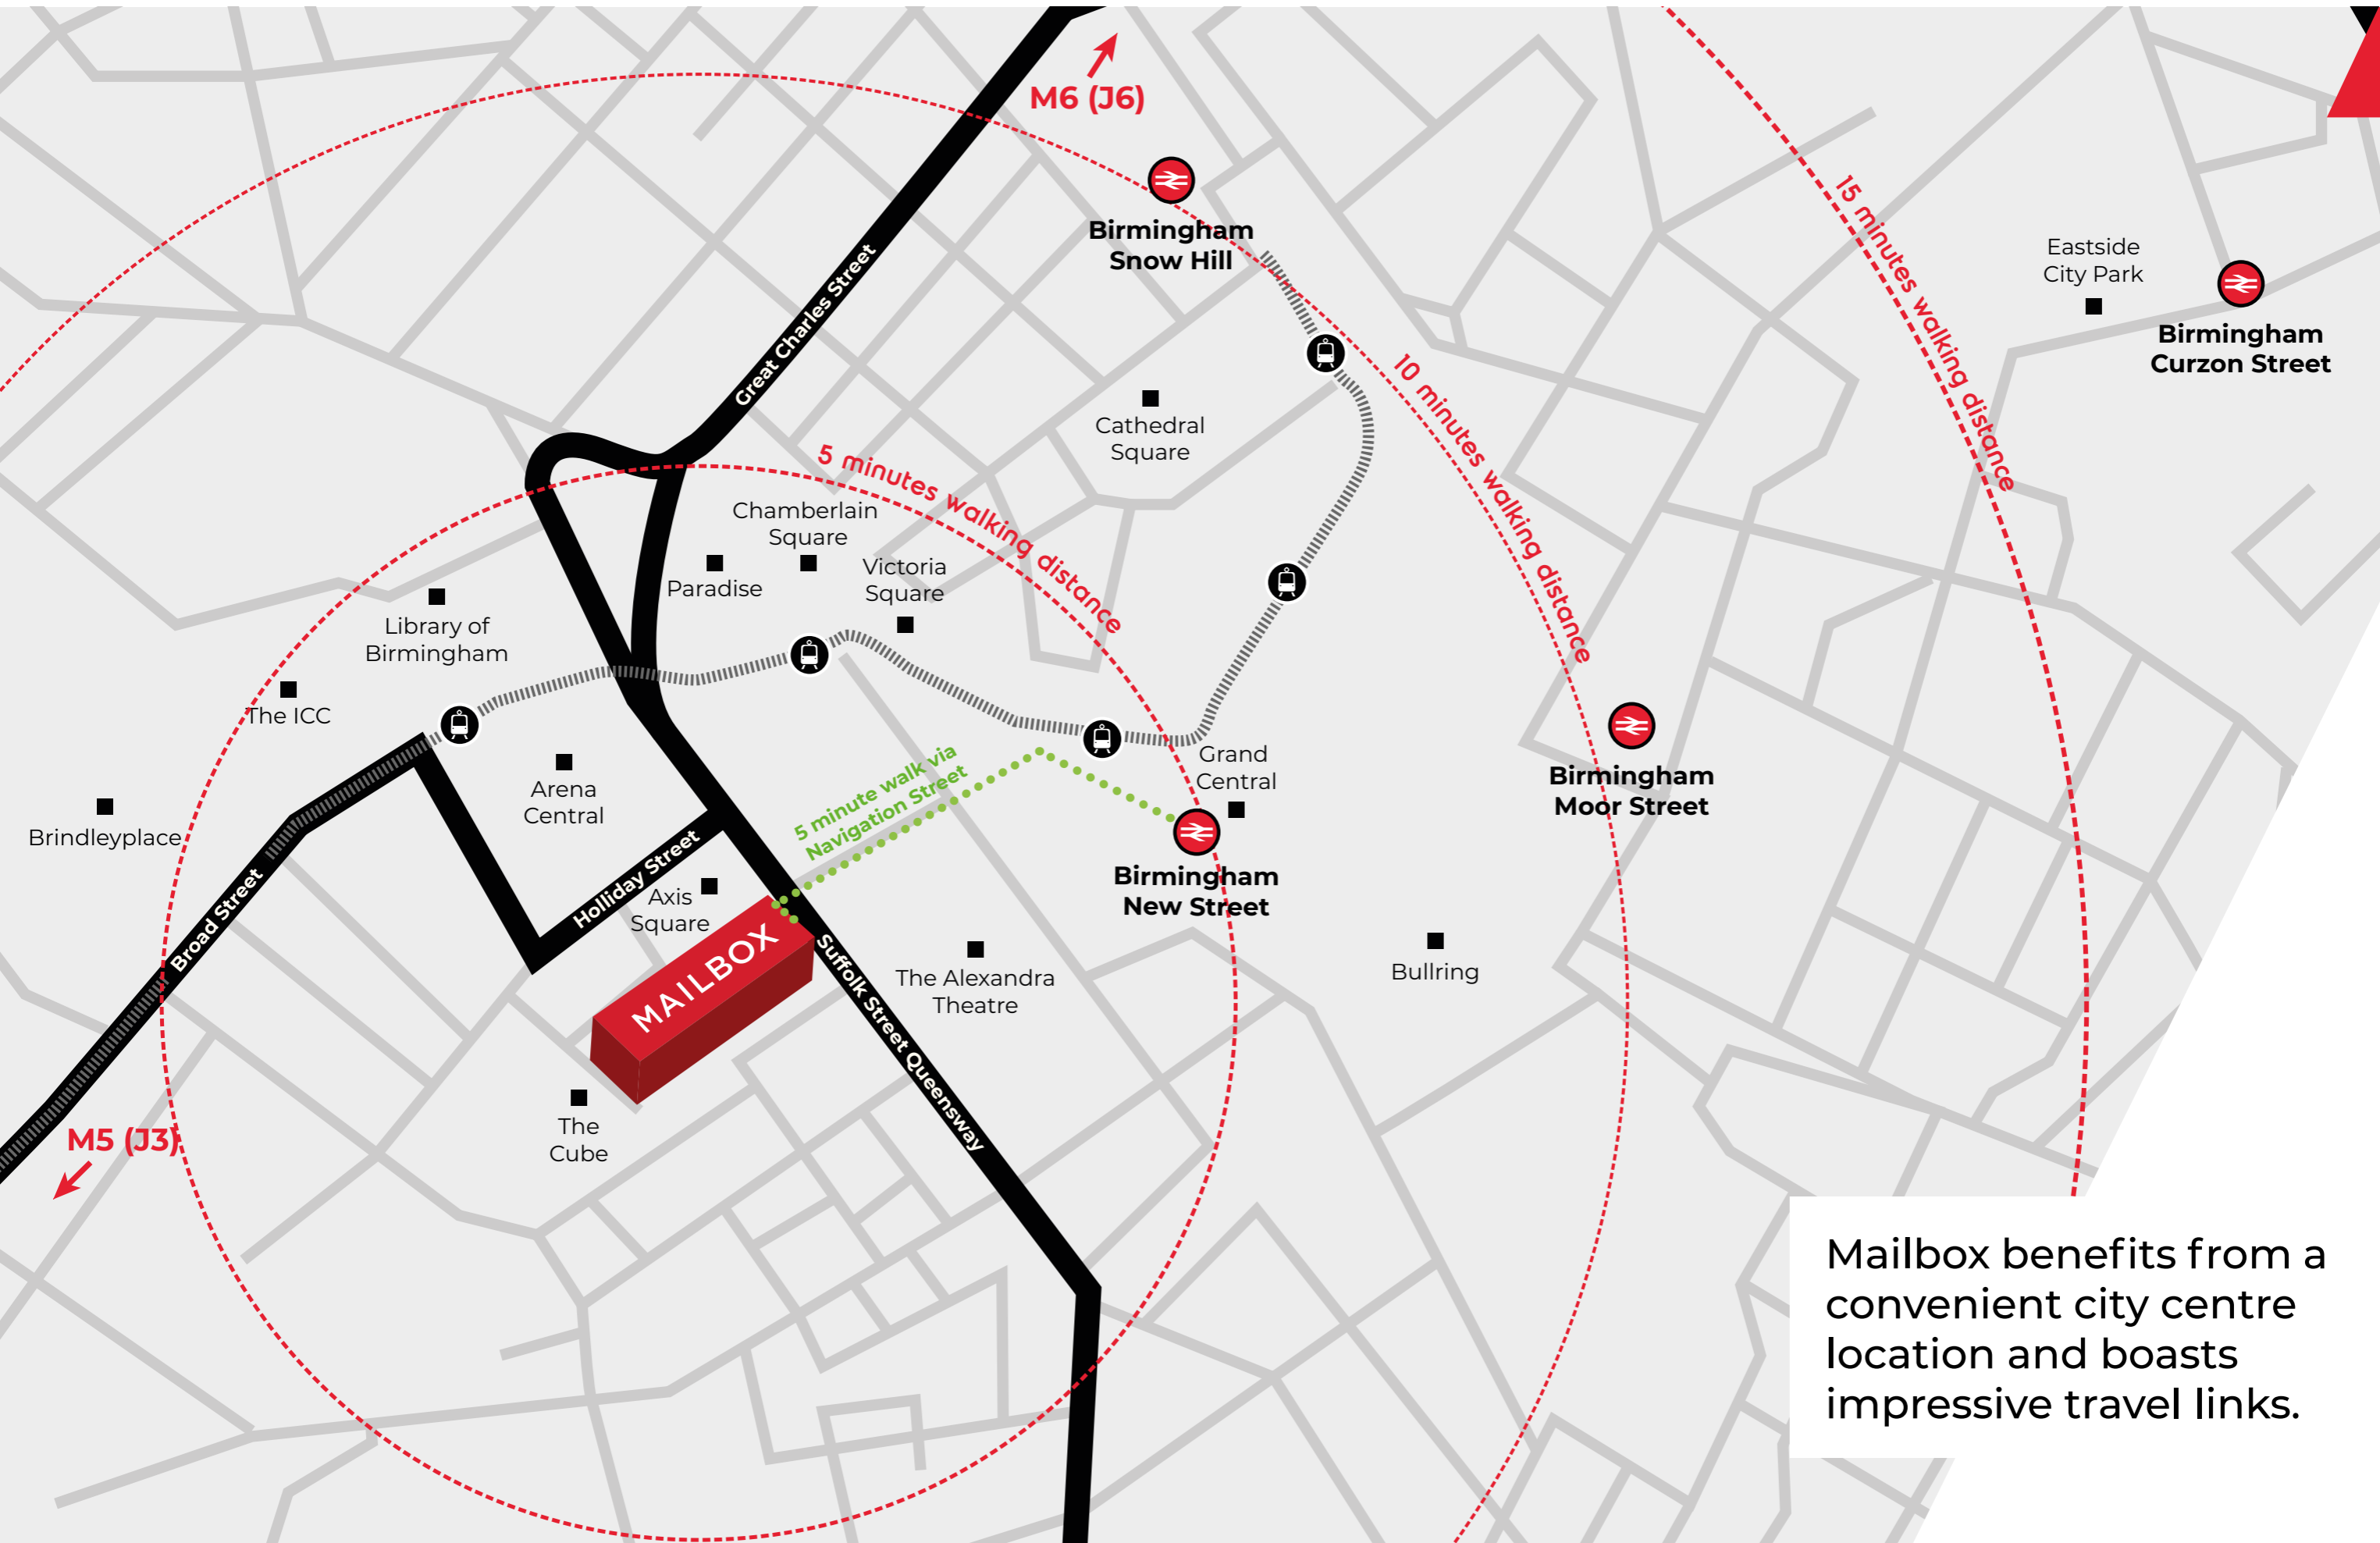 M6 (J6)
Birmingham
Snow Hill
15 minutes walking distance
Eastside
City Park
Birmingham
Curzon Street
Great Charles Street
10 minutes walking distance
Cathedral
Square
5 minutes walking distance
Chamberlain
Square
Paradise
Victoria
Square
Library of
Birmingham
The ICC
Grand
Central
Birmingham
Moor Street
Arena
Central
5 minute walk via
Navigation Street
Brindleyplace
Birmingham
New Street
Holliday Street
Axis
Square
Broad Street
MAILBOX
Suffolk Street Queensway
The Alexandra
Theatre
Bullring
The
Cube
M5 (J3)
Mailbox benefits from a
convenient city centre
location and boasts
impressive travel links.